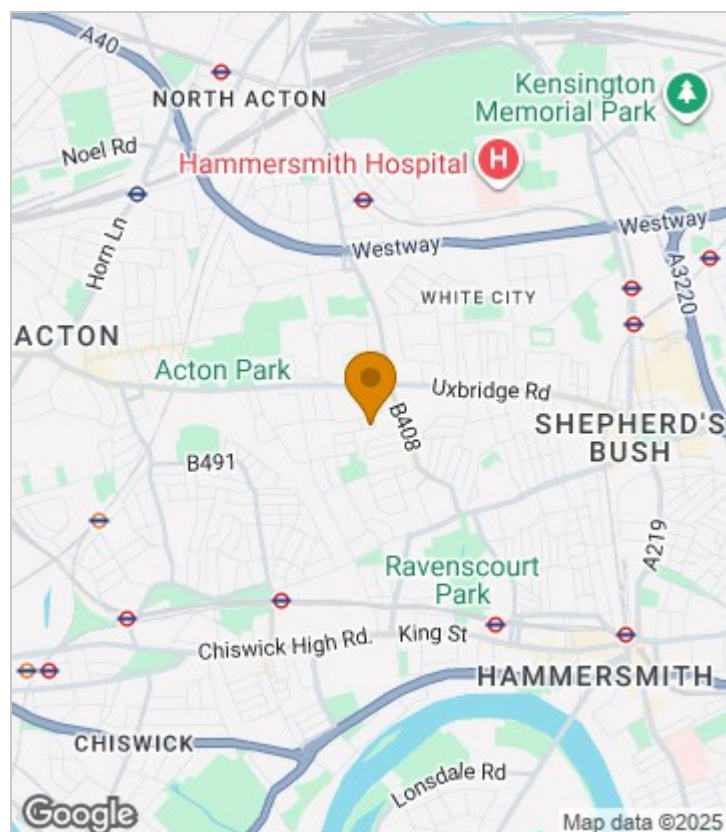 A40
NORTH ACTON
Kensington
Memorial Park
Noel Rd
Hammersmith Hospital
H
Horn Ln
Westway
Westway
A3220
WHITE CITY
ACTON
Acton Park
Uxbridge Rd
B408
SHEPHERD'S
BUSH
B491
A219
Ravenscourt
Park
Chiswick High Rd.
King St
HAMMERSMITH
CHISWICK
Lonsdale Rd
Google
Map data ©2025